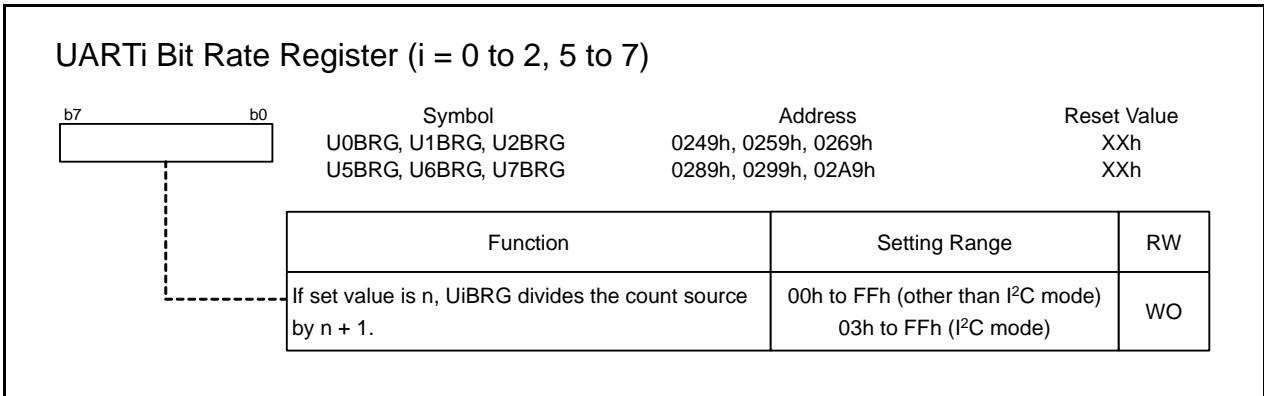 UARTi Bit Rate Register (i = 0 to 2, 5 to 7)
b7 b0 Symbol Address Reset Value
U0BRG, U1BRG, U2BRG 0249h, 0259h, 0269h XXh
U5BRG, U6BRG, U7BRG 0289h, 0299h, 02A9h XXh
Function Setting Range RW
If set value is n, UiBRG divides the count source 00h to FFh (other than I²C mode) WO
by n + 1. 03h to FFh (I²C mode)